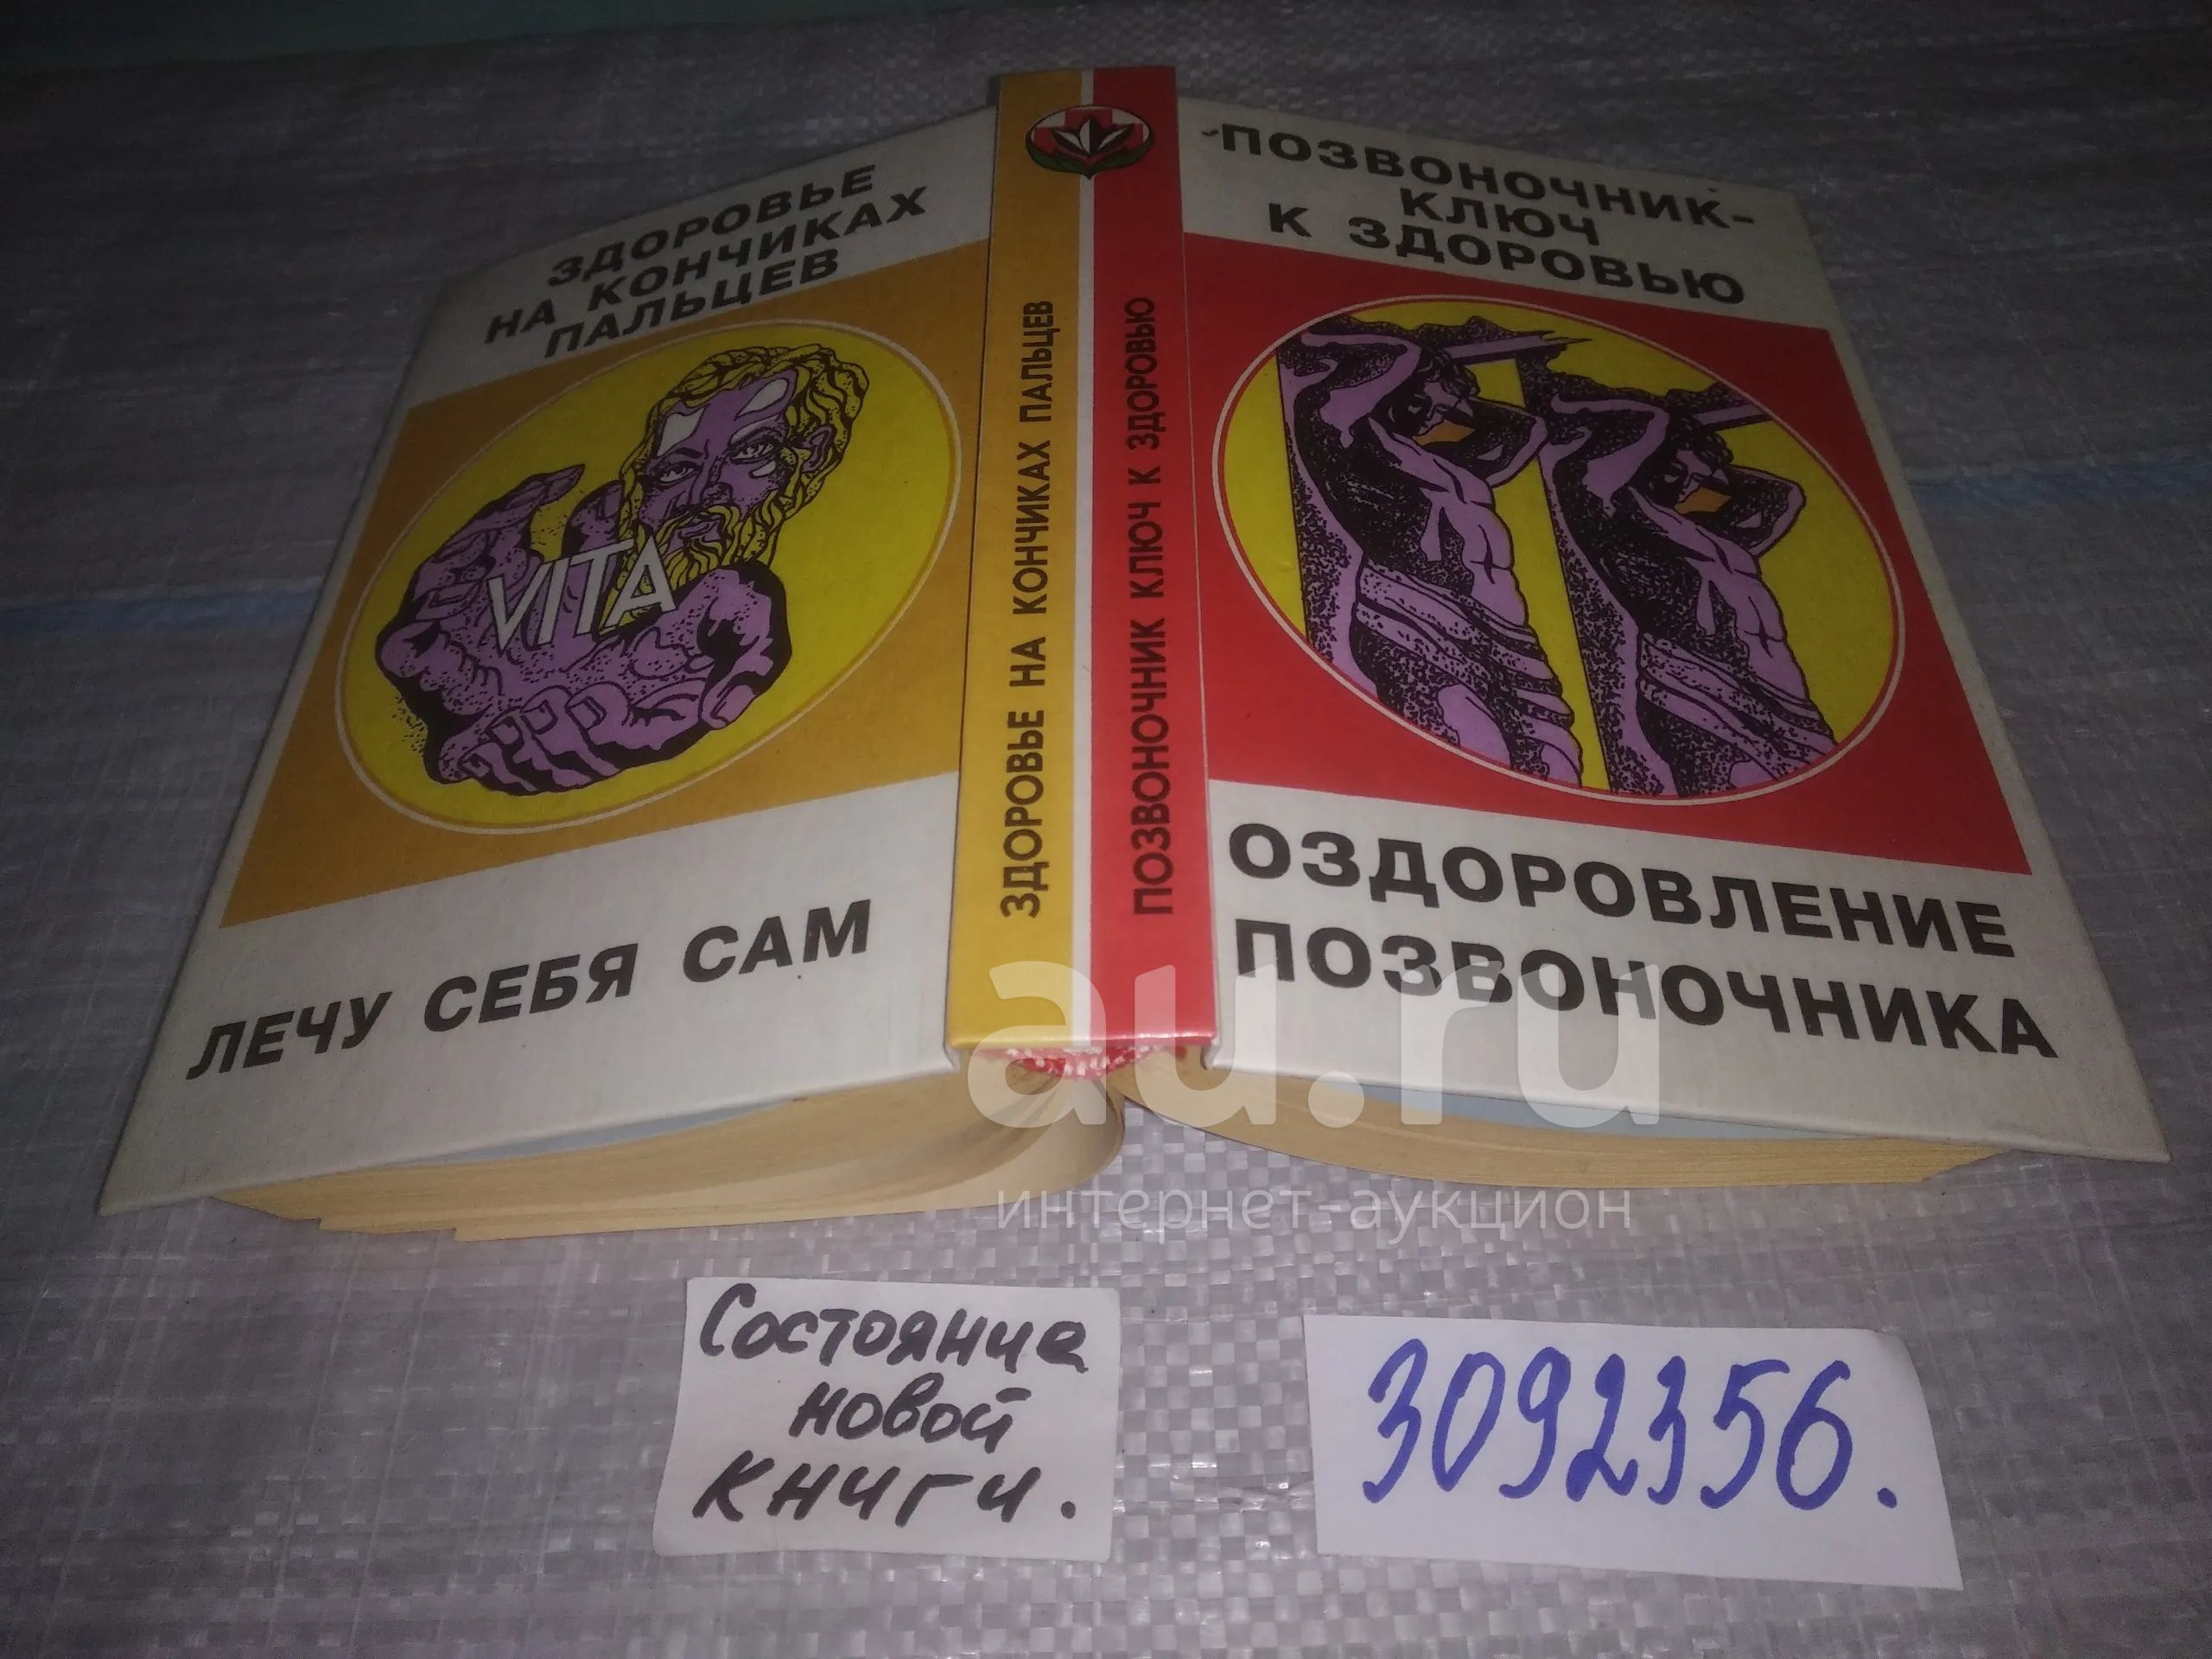 ЗДОРОВЬЕ
НА КОНЧИКАХ
ПАЛЬЦЕВ
VITA
ЛЕЧУ СЕБЯ САМ
ЗДОРОВЬЕ НА КОНЧИКАХ ПАЛЬЦЕВ
ПОЗВОНОЧНИК КЛЮЧ К ЗДОРОВЬЮ
ПОЗВОНОЧНИК-
КЛЮЧ
К ЗДОРОВЬЮ
ОЗДОРОВЛЕНИЕ
ПОЗВОНОЧНИКА
au.ru
интернет-аукцион
Состояние
новой
книги.
3092356.